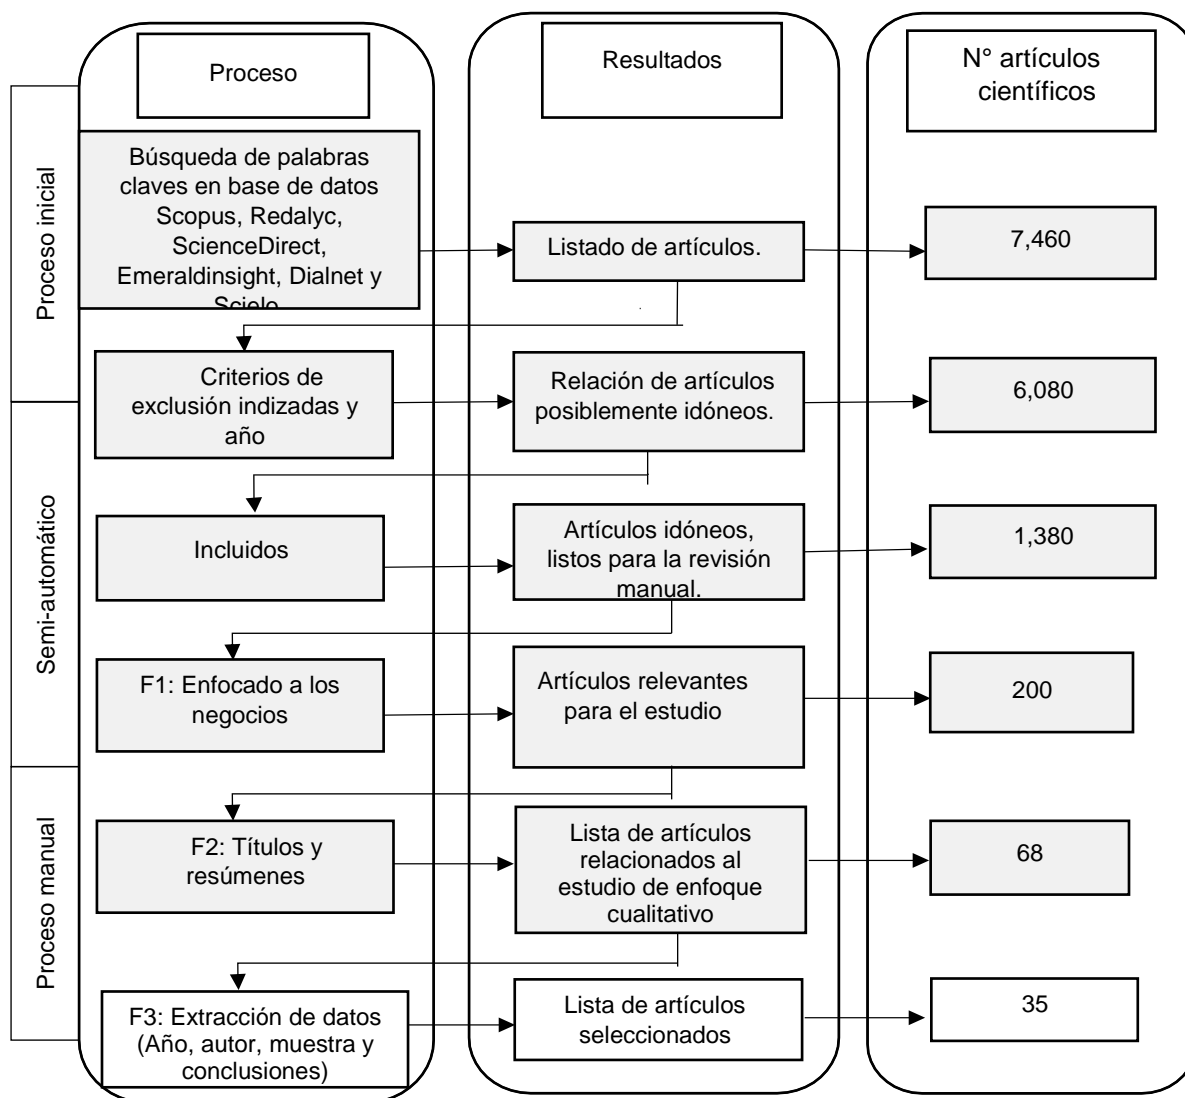 Proceso
Resultados
N° artículos
científicos
Proceso inicial
Búsqueda de palabras
claves en base de datos
Scopus, Redalyc,
ScienceDirect,
Emeraldinsight, Dialnet y
Scielo
Listado de artículos.
7,460
Criterios de
exclusión indizadas y
año
Relación de artículos
posiblemente idóneos.
6,080
Semi-automático
Incluidos
Artículos idóneos,
listos para la revisión
manual.
1,380
F1: Enfocado a los
negocios
Artículos relevantes
para el estudio
200
Proceso manual
F2: Títulos y
resúmenes
Lista de artículos
relacionados al
estudio de enfoque
cualitativo
68
F3: Extracción de datos
(Año, autor, muestra y
conclusiones)
Lista de artículos
seleccionados
35